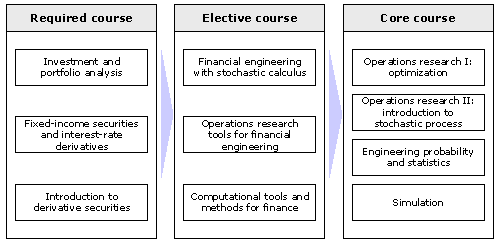 Required course
Investment and
portfolio analysis
Fixed-income securities
and interest-rate
derivatives
Introduction to
derivative securities
Elective course
Financial engineering
with stochastic calculus
Operations research
tools for financial
engineering
Computational tools and
methods for finance
Core course
Operations research I:
optimization
Operations research II:
introduction to
stochastic process
Engineering probability
and statistics
Simulation